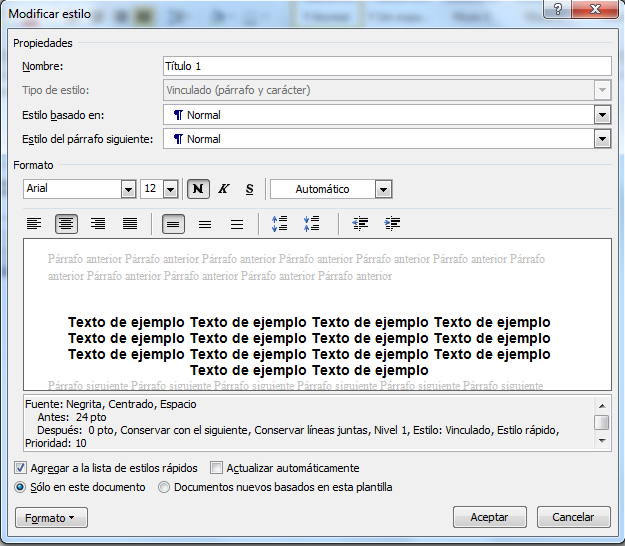 Modificar estilo
Propiedades
Nombre: Título 1
Tipo de estilo: Vinculado (párrafo y carácter)
Estilo basado en: ¶ Normal
Estilo del párrafo siguiente: ¶ Normal
Formato
Arial 12 N K S Automático
Párrafo anterior Párrafo anterior Párrafo anterior Párrafo anterior Párrafo anterior Párrafo
anterior Párrafo anterior Párrafo anterior Párrafo anterior Párrafo anterior
Texto de ejemplo Texto de ejemplo Texto de ejemplo Texto de ejemplo
Texto de ejemplo Texto de ejemplo Texto de ejemplo Texto de ejemplo
Texto de ejemplo Texto de ejemplo Texto de ejemplo Texto de ejemplo
Texto de ejemplo Texto de ejemplo
Párrafo siguiente Párrafo siguiente Párrafo siguiente Párrafo siguiente Párrafo siguiente
Fuente: Negrita, Centrado, Espacio
Antes: 24 pto
Después: 0 pto, Conservar con el siguiente, Conservar líneas juntas, Nivel 1, Estilo: Vinculado, Estilo rápido,
Prioridad: 10
Agregar a la lista de estilos rápidos Actualizar automáticamente
Sólo en este documento Documentos nuevos basados en esta plantilla
Formato Aceptar Cancelar